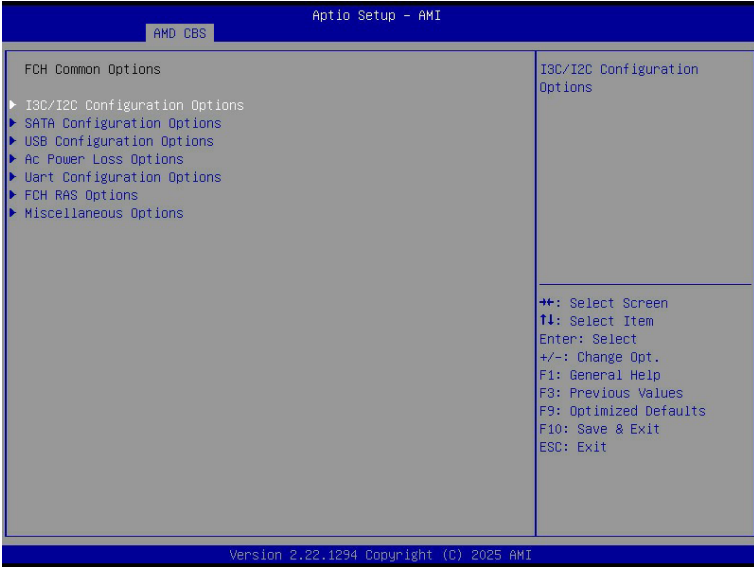 Aptio Setup – AMI
AMD CBS
FCH Common Options
I3C/I2C Configuration Options
SATA Configuration Options
USB Configuration Options
Ac Power Loss Options
Uart Configuration Options
FCH RAS Options
Miscellaneous Options
I3C/I2C Configuration
Options
→←: Select Screen
↑↓: Select Item
Enter: Select
+/-: Change Opt.
F1: General Help
F3: Previous Values
F9: Optimized Defaults
F10: Save & Exit
ESC: Exit
Version 2.22.1294 Copyright (C) 2025 AMI